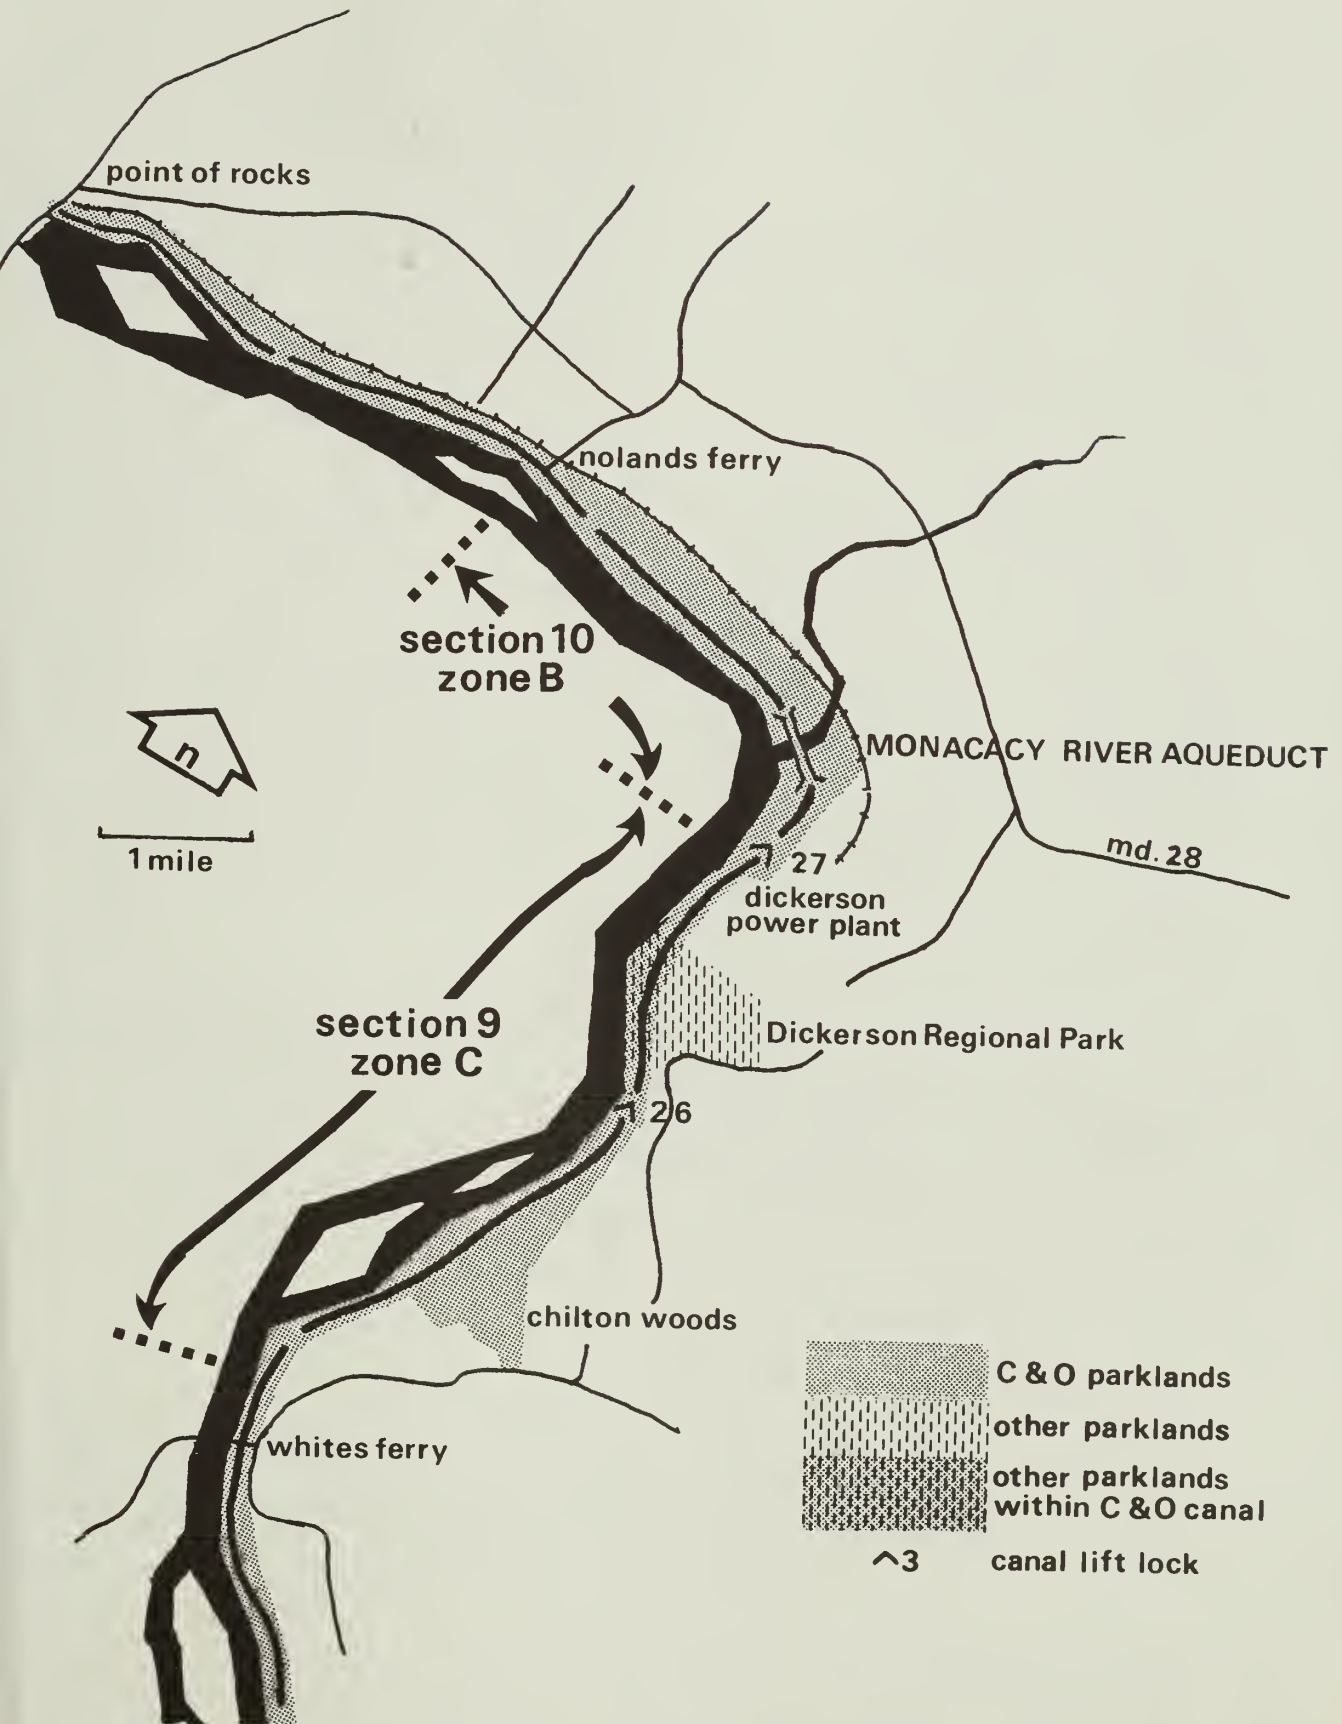 point of rocks
nolands ferry
section 10
zone B
n
MONACACY RIVER AQUEDUCT
1 mile
md. 28
27
dickerson
power plant
section 9
zone C
Dickerson Regional Park
26
chilton woods
whites ferry
C & O parklands
other parklands
other parklands
within C & O canal
^3 canal lift lock